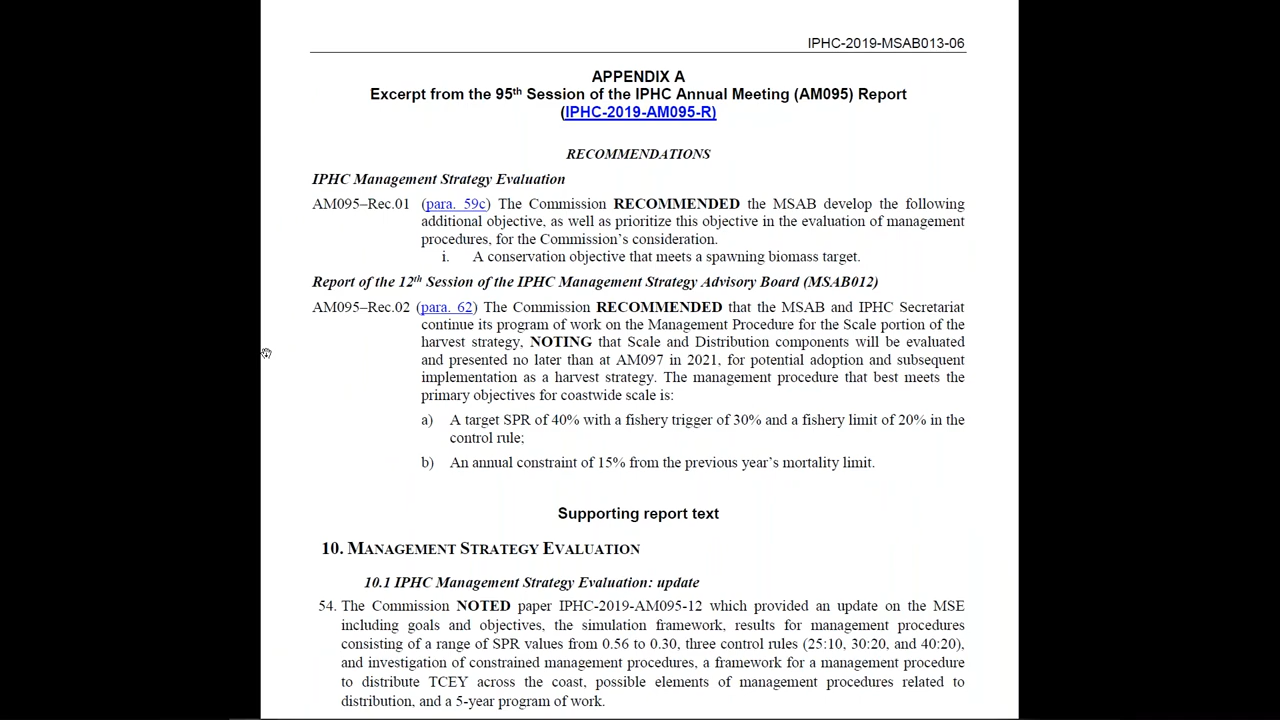 IPHC-2019-MSAB013-06
APPENDIX A
Excerpt from the 95th Session of the IPHC Annual Meeting (AM095) Report
(IPHC-2019-AM095-R)
RECOMMENDATIONS
IPHC Management Strategy Evaluation
AM095–Rec.01 (para. 59c) The Commission RECOMMENDED the MSAB develop the following
additional objective, as well as prioritize this objective in the evaluation of management
procedures, for the Commission's consideration.
i. A conservation objective that meets a spawning biomass target.
Report of the 12th Session of the IPHC Management Strategy Advisory Board (MSAB012)
AM095–Rec.02 (para. 62) The Commission RECOMMENDED that the MSAB and IPHC Secretariat
continue its program of work on the Management Procedure for the Scale portion of the
harvest strategy, NOTING that Scale and Distribution components will be evaluated
and presented no later than at AM097 in 2021, for potential adoption and subsequent
implementation as a harvest strategy. The management procedure that best meets the
primary objectives for coastwide scale is:
a) A target SPR of 40% with a fishery trigger of 30% and a fishery limit of 20% in the
control rule;
b) An annual constraint of 15% from the previous year's mortality limit.
Supporting report text
10. MANAGEMENT STRATEGY EVALUATION
10.1 IPHC Management Strategy Evaluation: update
54. The Commission NOTED paper IPHC-2019-AM095-12 which provided an update on the MSE
including goals and objectives, the simulation framework, results for management procedures
consisting of a range of SPR values from 0.56 to 0.30, three control rules (25:10, 30:20, and 40:20),
and investigation of constrained management procedures, a framework for a management procedure
to distribute TCEY across the coast, possible elements of management procedures related to
distribution, and a 5-year program of work.